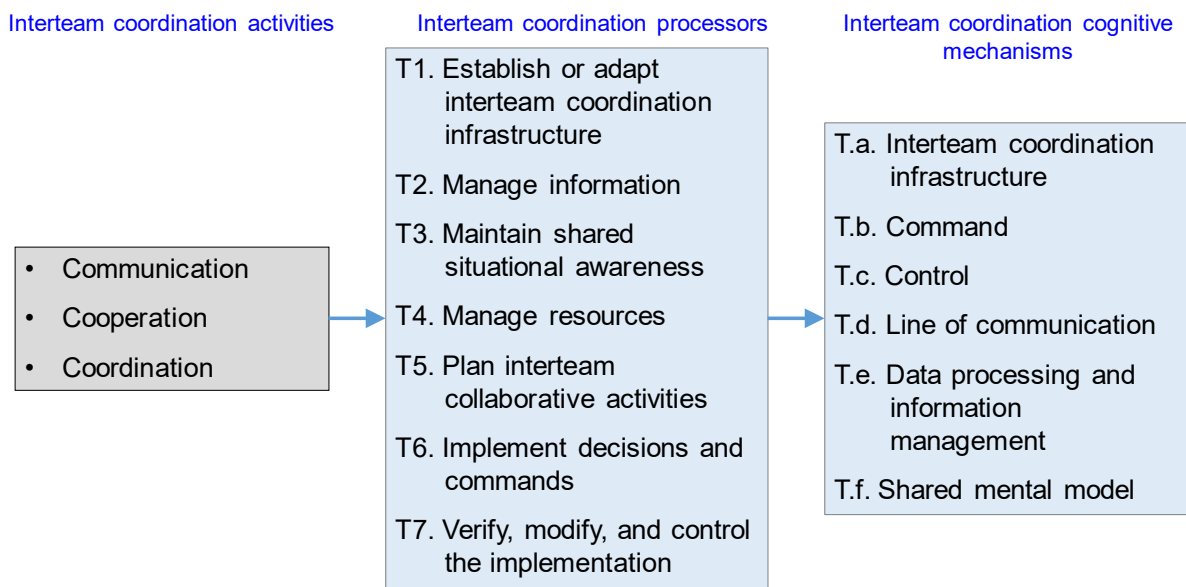 Interteam coordination activities
Interteam coordination processors
Interteam coordination cognitive
mechanisms
• Communication
• Cooperation
• Coordination
T1. Establish or adapt
interteam coordination
infrastructure
T2. Manage information
T3. Maintain shared
situational awareness
T4. Manage resources
T5. Plan interteam
collaborative activities
T6. Implement decisions and
commands
T7. Verify, modify, and control
the implementation
T.a. Interteam coordination
infrastructure
T.b. Command
T.c. Control
T.d. Line of communication
T.e. Data processing and
information
management
T.f. Shared mental model